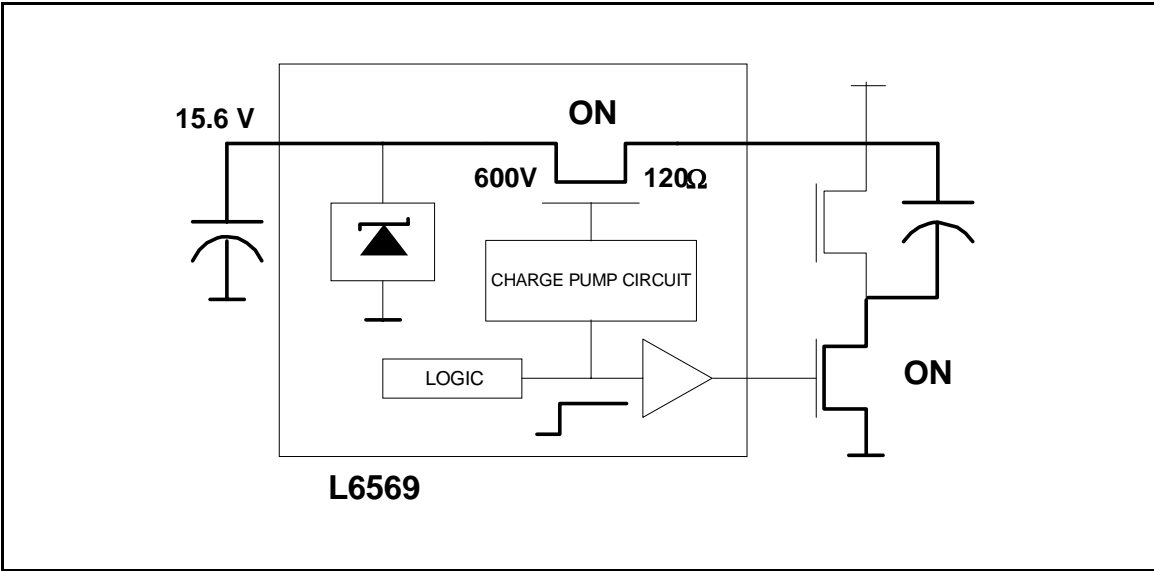 ON
15.6 V
600V
120Ω
CHARGE PUMP CIRCUIT
LOGIC
ON
L6569